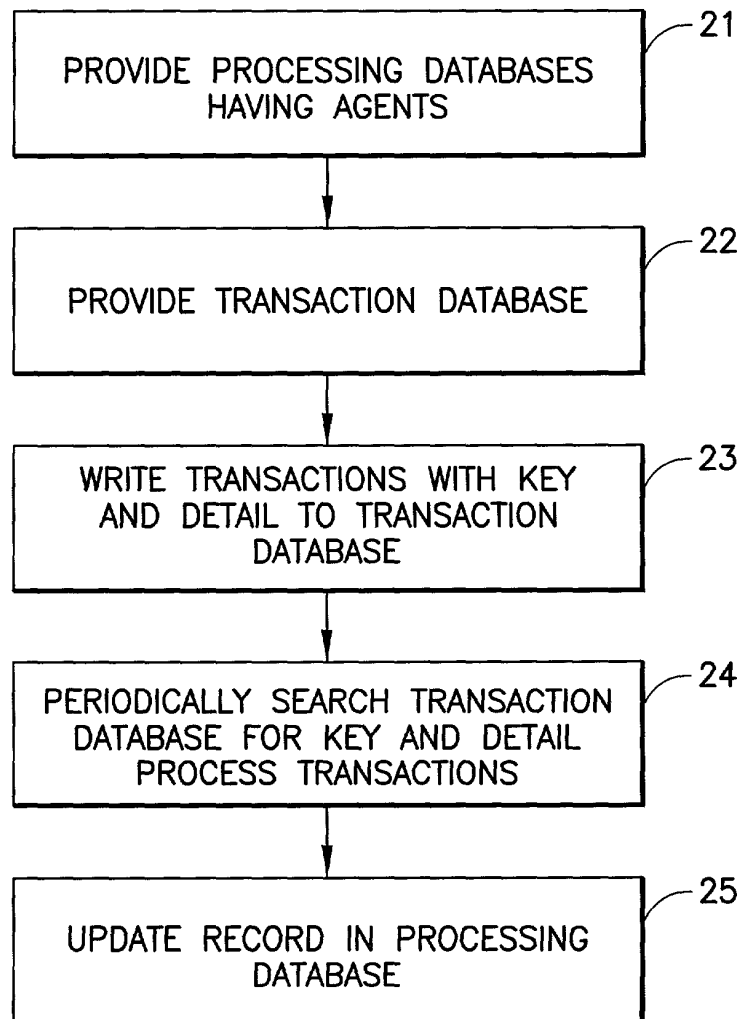 21
PROVIDE PROCESSING DATABASES
HAVING AGENTS
22
PROVIDE TRANSACTION DATABASE
23
WRITE TRANSACTIONS WITH KEY
AND DETAIL TO TRANSACTION
DATABASE
24
PERIODICALLY SEARCH TRANSACTION
DATABASE FOR KEY AND DETAIL
PROCESS TRANSACTIONS
25
UPDATE RECORD IN PROCESSING
DATABASE